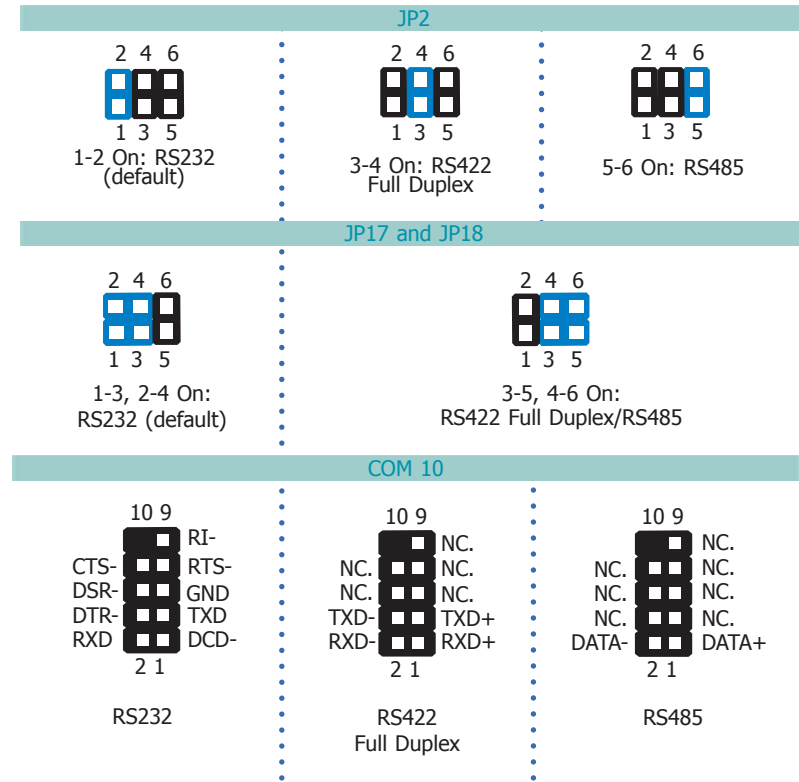 JP2
2 4 6
1 3 5
1-2 On: RS232
(default)
2 4 6
1 3 5
3-4 On: RS422
Full Duplex
2 4 6
1 3 5
5-6 On: RS485
JP17 and JP18
2 4 6
1 3 5
1-3, 2-4 On:
RS232 (default)
2 4 6
1 3 5
3-5, 4-6 On:
RS422 Full Duplex/RS485
COM 10
10 9
RI-
CTS- RTS-
DSR- GND
DTR- TXD
RXD DCD-
2 1
RS232
10 9
NC.
NC. NC.
NC. NC.
TXD- TXD+
RXD- RXD+
2 1
RS422
Full Duplex
10 9
NC.
NC. NC.
NC. NC.
NC. NC.
DATA- DATA+
2 1
RS485